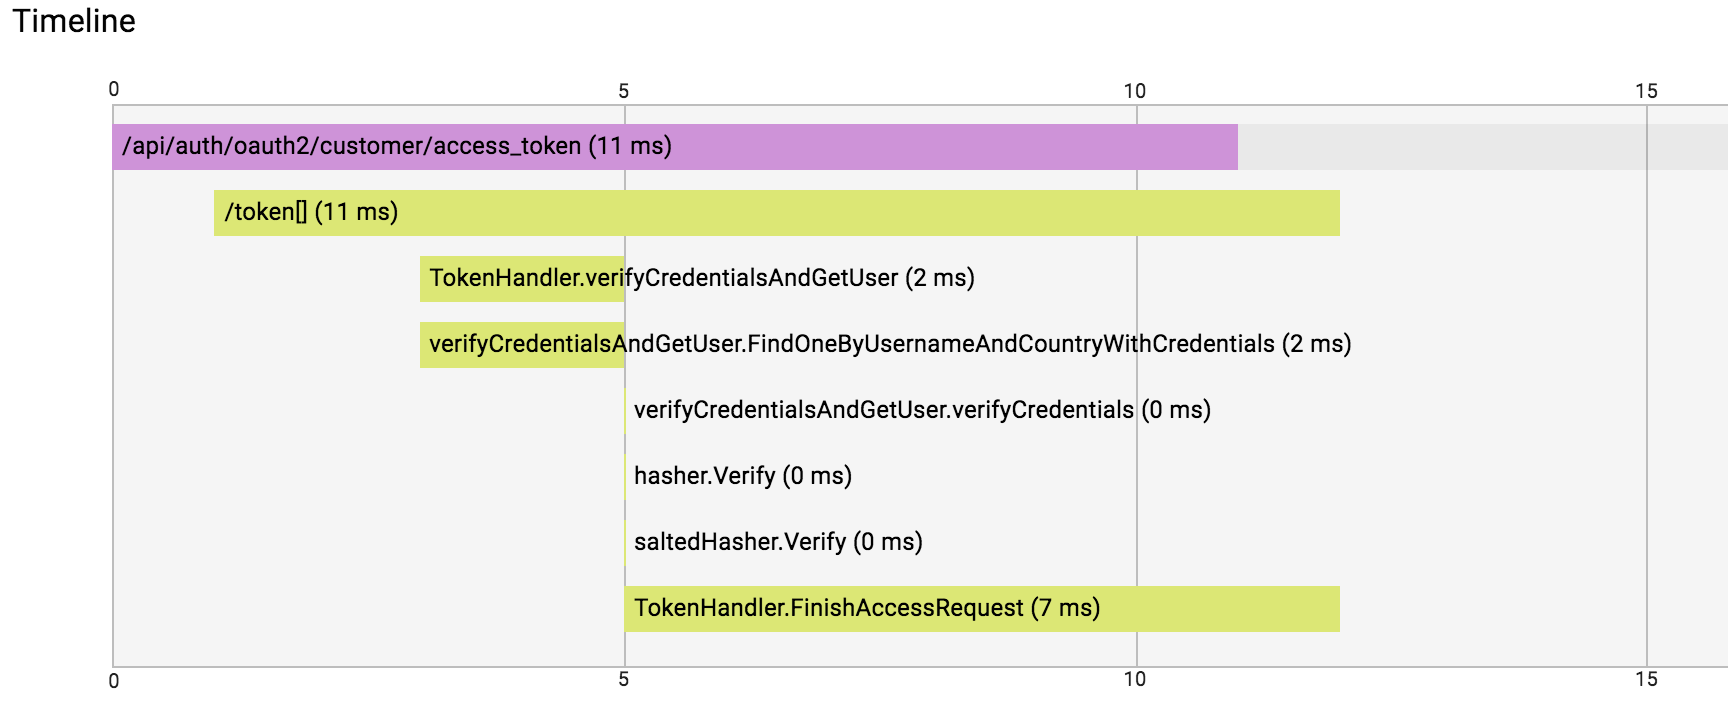 Timeline
0 5 10 15
/api/auth/oauth2/customer/access_token (11 ms)
/token[] (11 ms)
TokenHandler.verifyCredentialsAndGetUser (2 ms)
verifyCredentialsAndGetUser.FindOneByUsernameAndCountryWithCredentials (2 ms)
verifyCredentialsAndGetUser.verifyCredentials (0 ms)
hasher.Verify (0 ms)
saltedHasher.Verify (0 ms)
TokenHandler.FinishAccessRequest (7 ms)
0 5 10 15